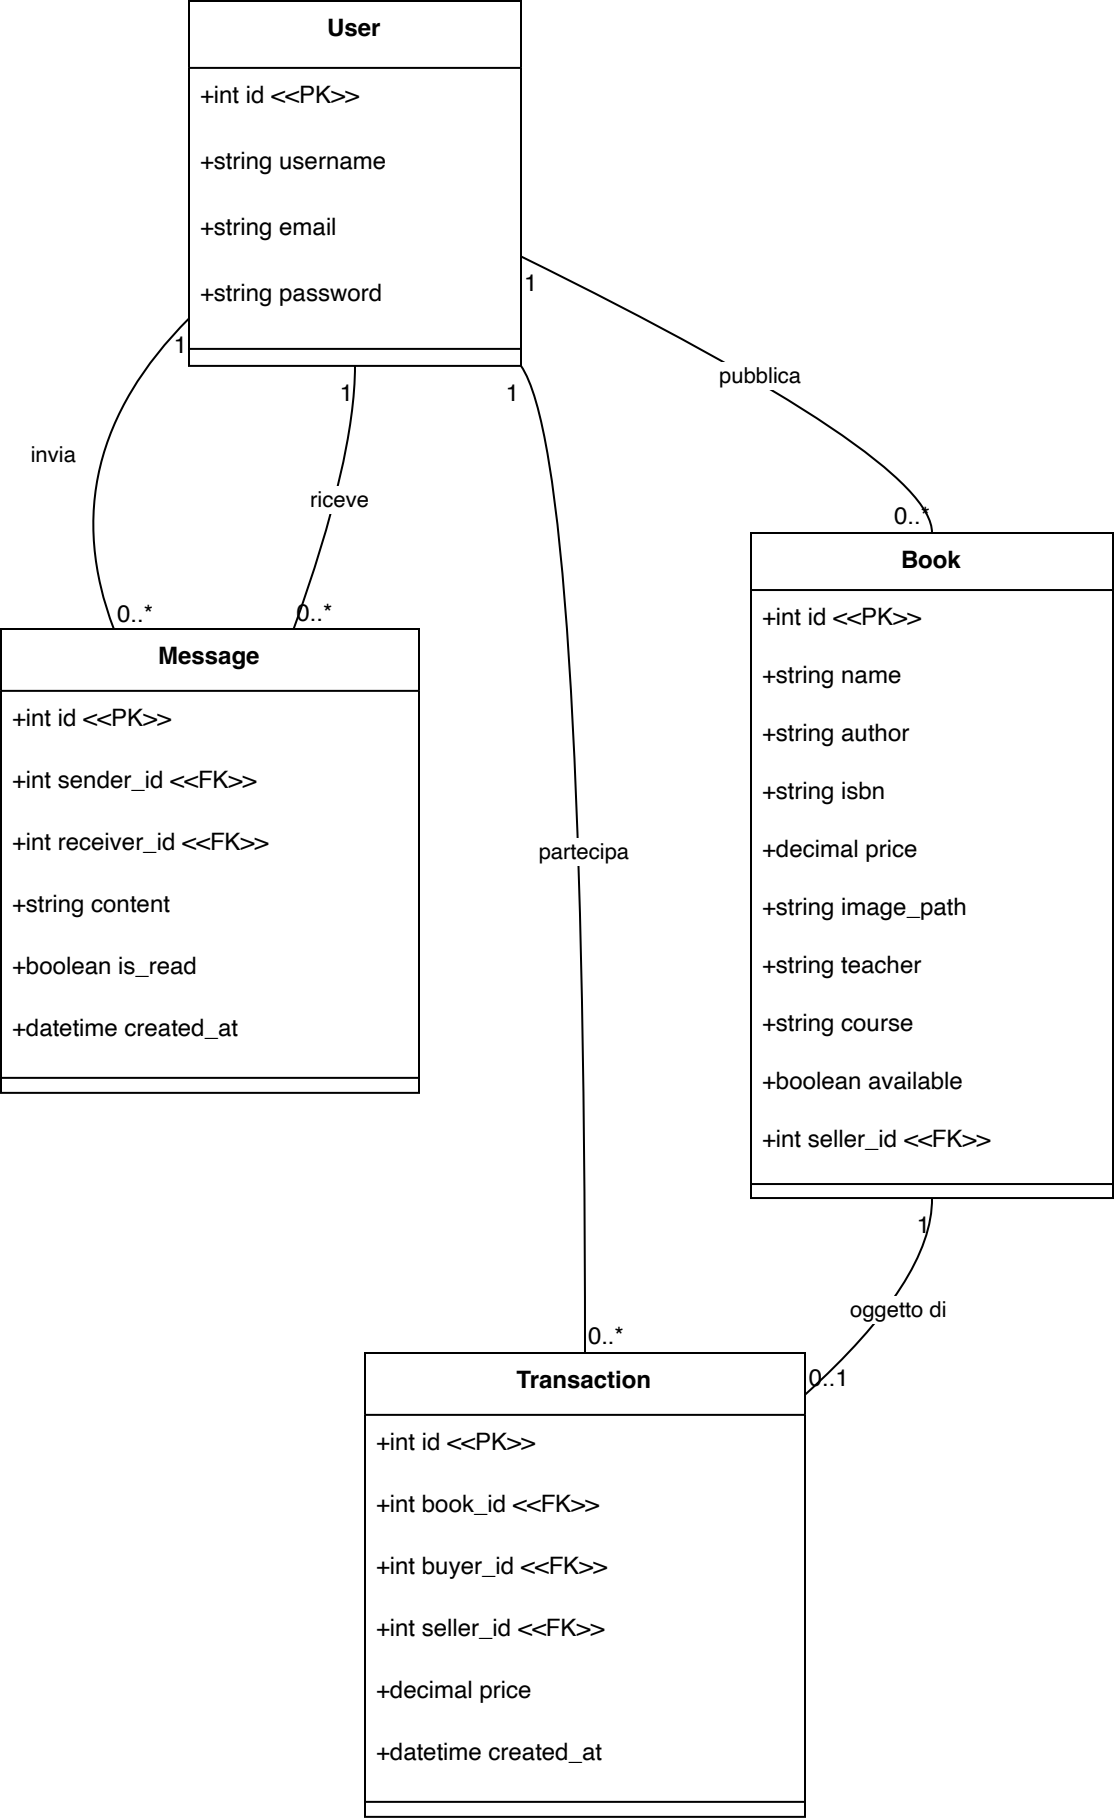 User
+int id <<PK>>
+string username
+string email
+string password
1
1
1
1
pubblica
invia
riceve
0..*
0..*
0..*
Book
+int id <<PK>>
+string name
+string author
+string isbn
+decimal price
+string image_path
+string teacher
+string course
+boolean available
+int seller_id <<FK>>
Message
+int id <<PK>>
+int sender_id <<FK>>
+int receiver_id <<FK>>
+string content
+boolean is_read
+datetime created_at
partecipa
1
oggetto di
0..*
0..1
Transaction
+int id <<PK>>
+int book_id <<FK>>
+int buyer_id <<FK>>
+int seller_id <<FK>>
+decimal price
+datetime created_at